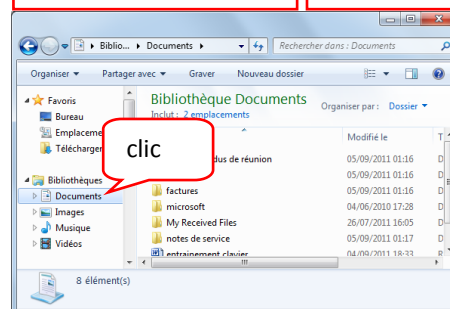 Biblio... Documents Rechercher dans : Documents
Organiser Partager avec Graver Nouveau dossier
Favoris
Bureau
Emplaceme
Télécharger
Bibliothèques
Documents
Images
Musique
Vidéos
clic
Bibliothèque Documents
Inclut : 2 emplacements
Organiser par : Dossier
Modifié le T
dus de réunion 05/09/2011 01:16 D
05/09/2011 01:16 D
factures 05/09/2011 01:16 D
microsoft 04/06/2010 17:28 D
My Received Files 26/07/2011 16:05 D
notes de service 05/09/2011 01:17 D
entrainement clavier 04/09/2011 18:33 R
8 élément(s)